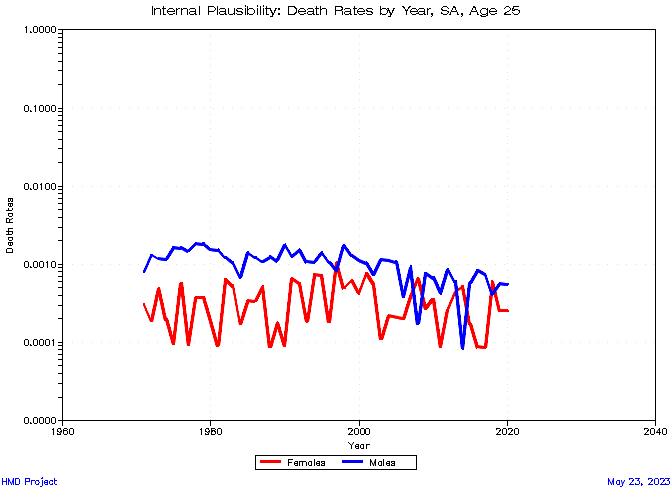 Internal Plausibility: Death Rates by Year, SA, Age 25
1.0000
0.1000
0.0100
0.0010
0.0001
0.0000
Death Rates
1960
1980
2000
2020
2040
Year
Females
Males
HMD Project
May 23, 2023